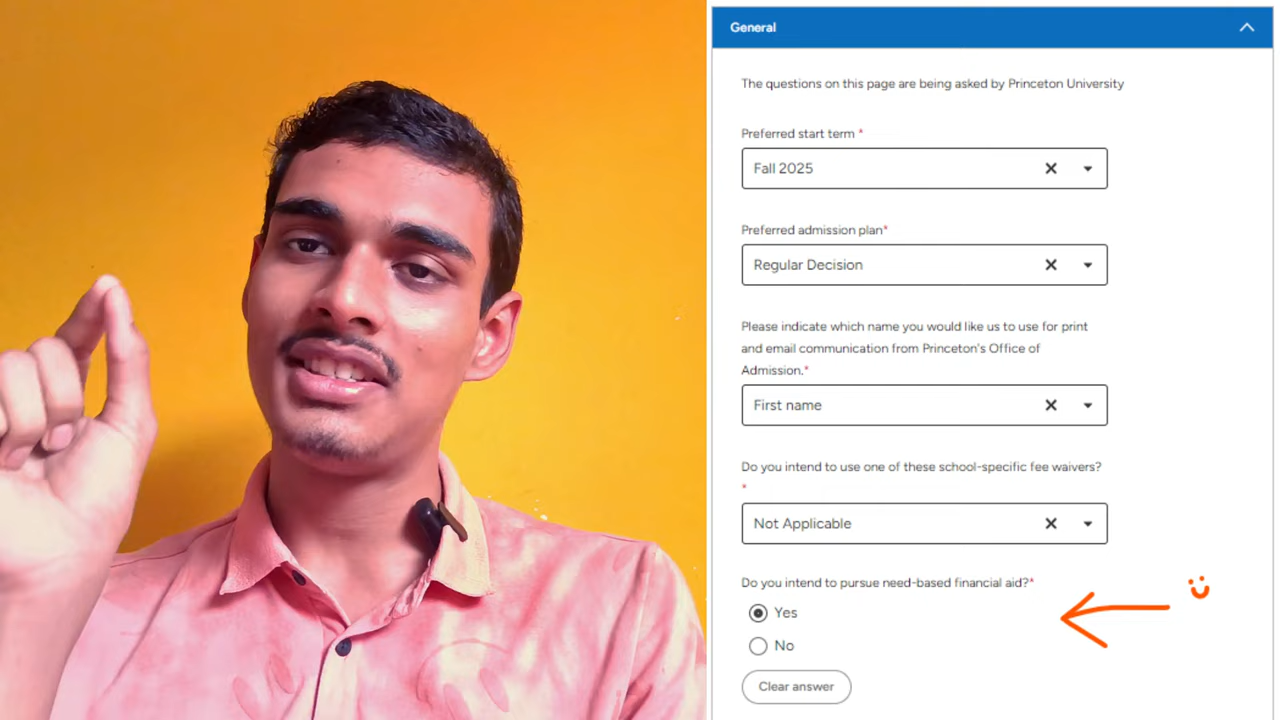 General
The questions on this page are being asked by Princeton University
Preferred start term *
Fall 2025
Preferred admission plan*
Regular Decision
Please indicate which name you would like us to use for print
and email communication from Princeton's Office of
Admission.*
First name
Do you intend to use one of these school-specific fee waivers?
*
Not Applicable
Do you intend to pursue need-based financial aid?*
Yes
No
Clear answer